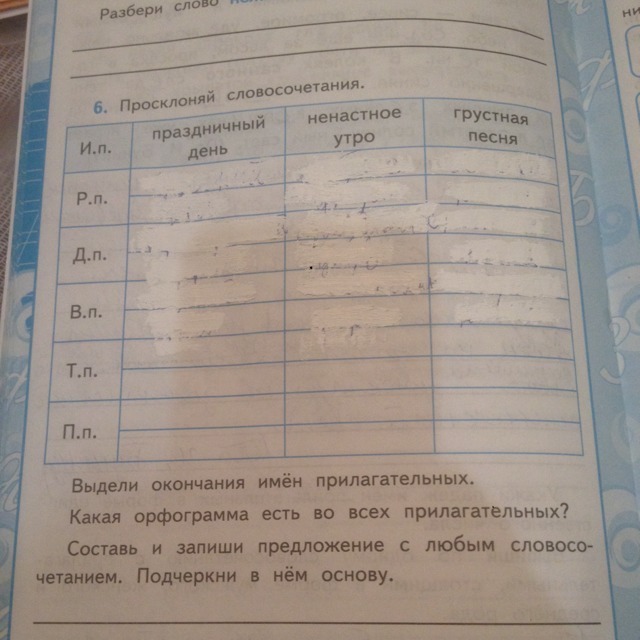 Разбери слово
6. Просклоняй словосочетания.
И.п. праздничный день ненастное утро грустная песня
Р.п.
Д.п.
В.п.
Т.п.
П.п.
Выдели окончания имён прилагательных.
Какая орфограмма есть во всех прилагательных?
Составь и запиши предложение с любым словосо-
четанием. Подчеркни в нём основу.